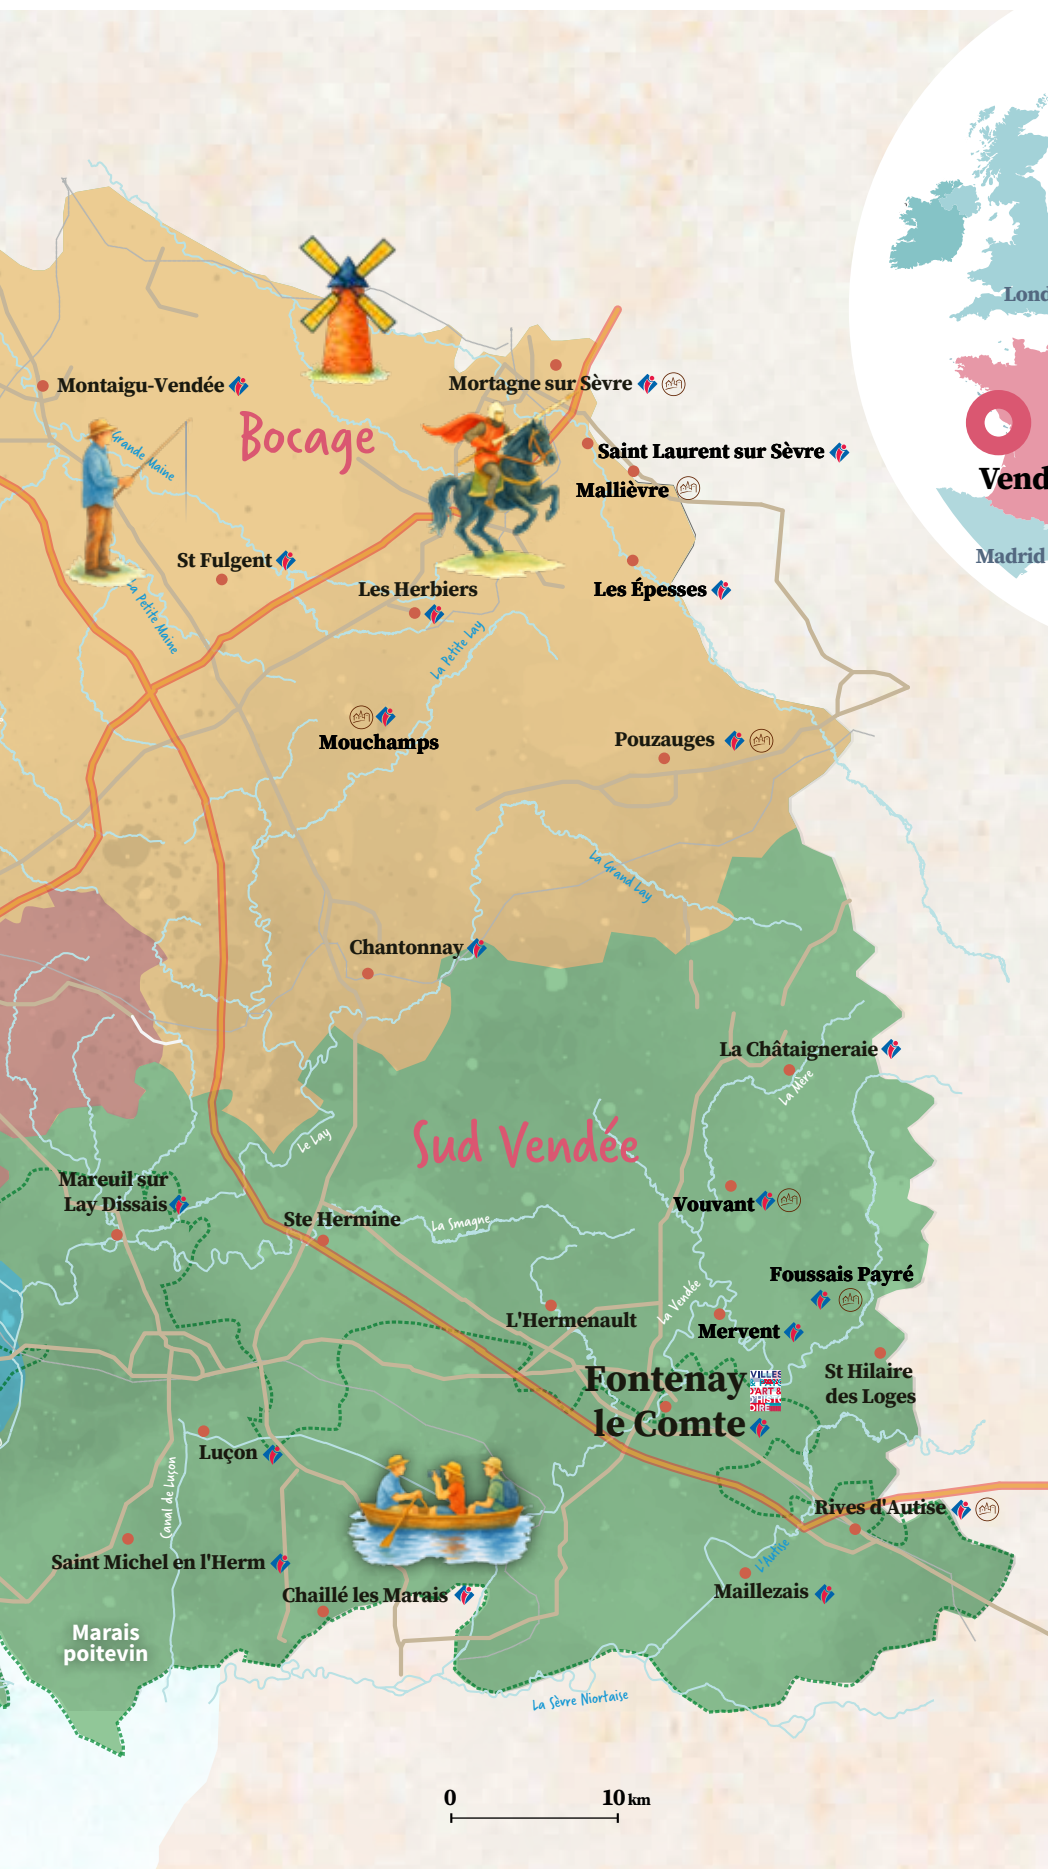 Lond
Vend
Madrid
Montaigu-Vendée
Mortagne sur Sèvre
Bocage
Grande Maine
Saint Laurent sur Sèvre
Mallièvre
St Fulgent
Les Herbiers
Les Épesses
La Petite Maine
La Petite Lay
Mouchamps
Pouzauges
La Grand Lay
Chantonnay
La Châtaigneraie
La Mère
Le Lay
Sud Vendée
Mareuil sur
Lay Dissais
Vouvant
Ste Hermine
La Smagne
Foussais Payré
La Vendée
L'Hermenault
Mervent
St Hilaire
des Loges
Fontenay
le Comte
VILLES
D'ART &
D'HISTO
DIRE
Luçon
Canal de Luçon
Rives d'Autise
L'Autise
Saint Michel en l'Herm
Chaillé les Marais
Maillezais
Marais
poitevin
La Sèvre Niortaise
0 10 km